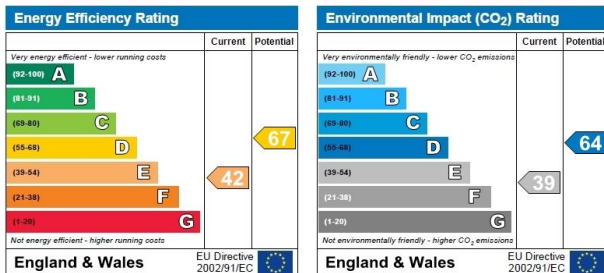 Energy Efficiency Rating
Current Potential
Very energy efficient - lower running costs
(92-100) A
(81-91) B
(69-80) C
(55-68) D
(39-54) E
(21-38) F
(1-20) G
67
42
Not energy efficient - higher running costs
England & Wales
EU Directive
2002/91/EC
Environmental Impact (CO₂) Rating
Current Potential
Very environmentally friendly - lower CO₂ emissions
(92-100) A
(81-91) B
(69-80) C
(55-68) D
(39-54) E
(21-38) F
(1-20) G
64
39
Not environmentally friendly - higher CO₂ emissions
England & Wales
EU Directive
2002/91/EC